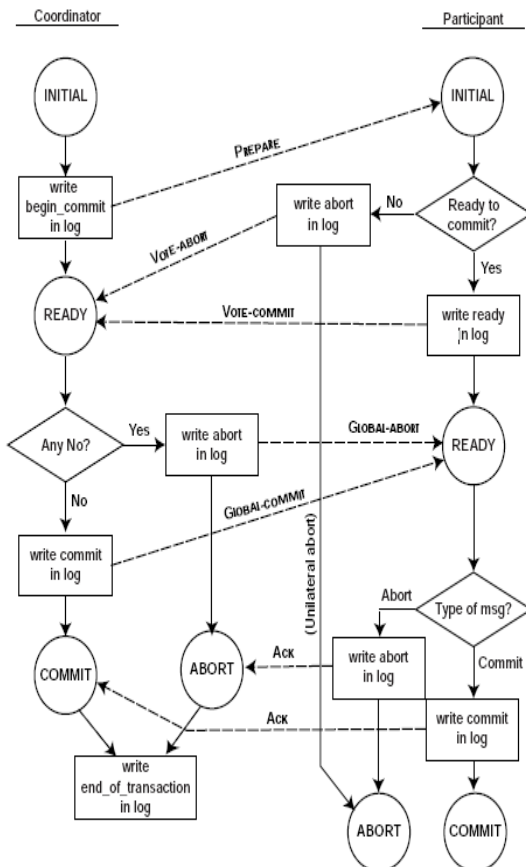 Coordinator
Participant
INITIAL
INITIAL
PREPARE
write
begin_commit
in log
write abort
in log
No
Ready to
commit?
VOTE-ABORT
Yes
READY
VOTE-COMMIT
write ready
in log
Any No?
Yes
write abort
in log
GLOBAL-ABORT
READY
No
GLOBAL-COMMIT
write commit
in log
(Unilateral abort)
Abort
Type of msg?
COMMIT
ABORT
ACK
write abort
in log
Commit
ACK
write commit
in log
write
end_of_transaction
in log
ABORT
COMMIT